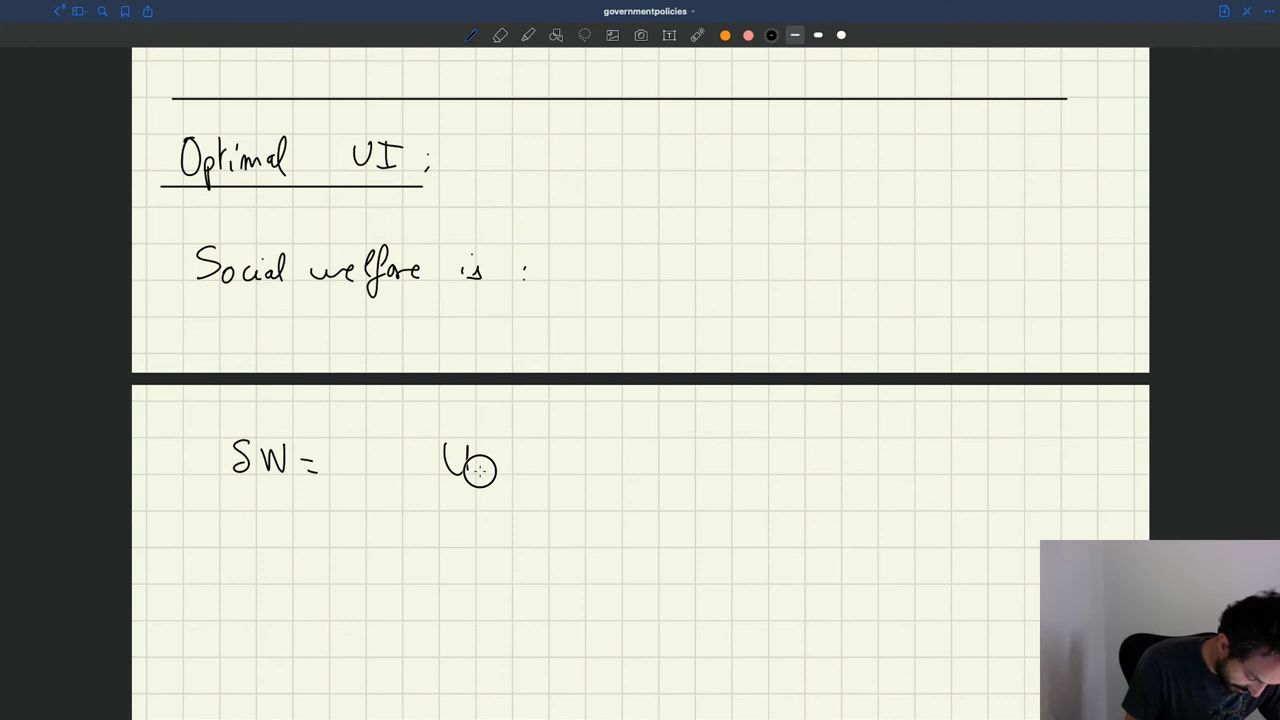 governmentpolicies
Optimal UI :
Social welfare is :
SW = U